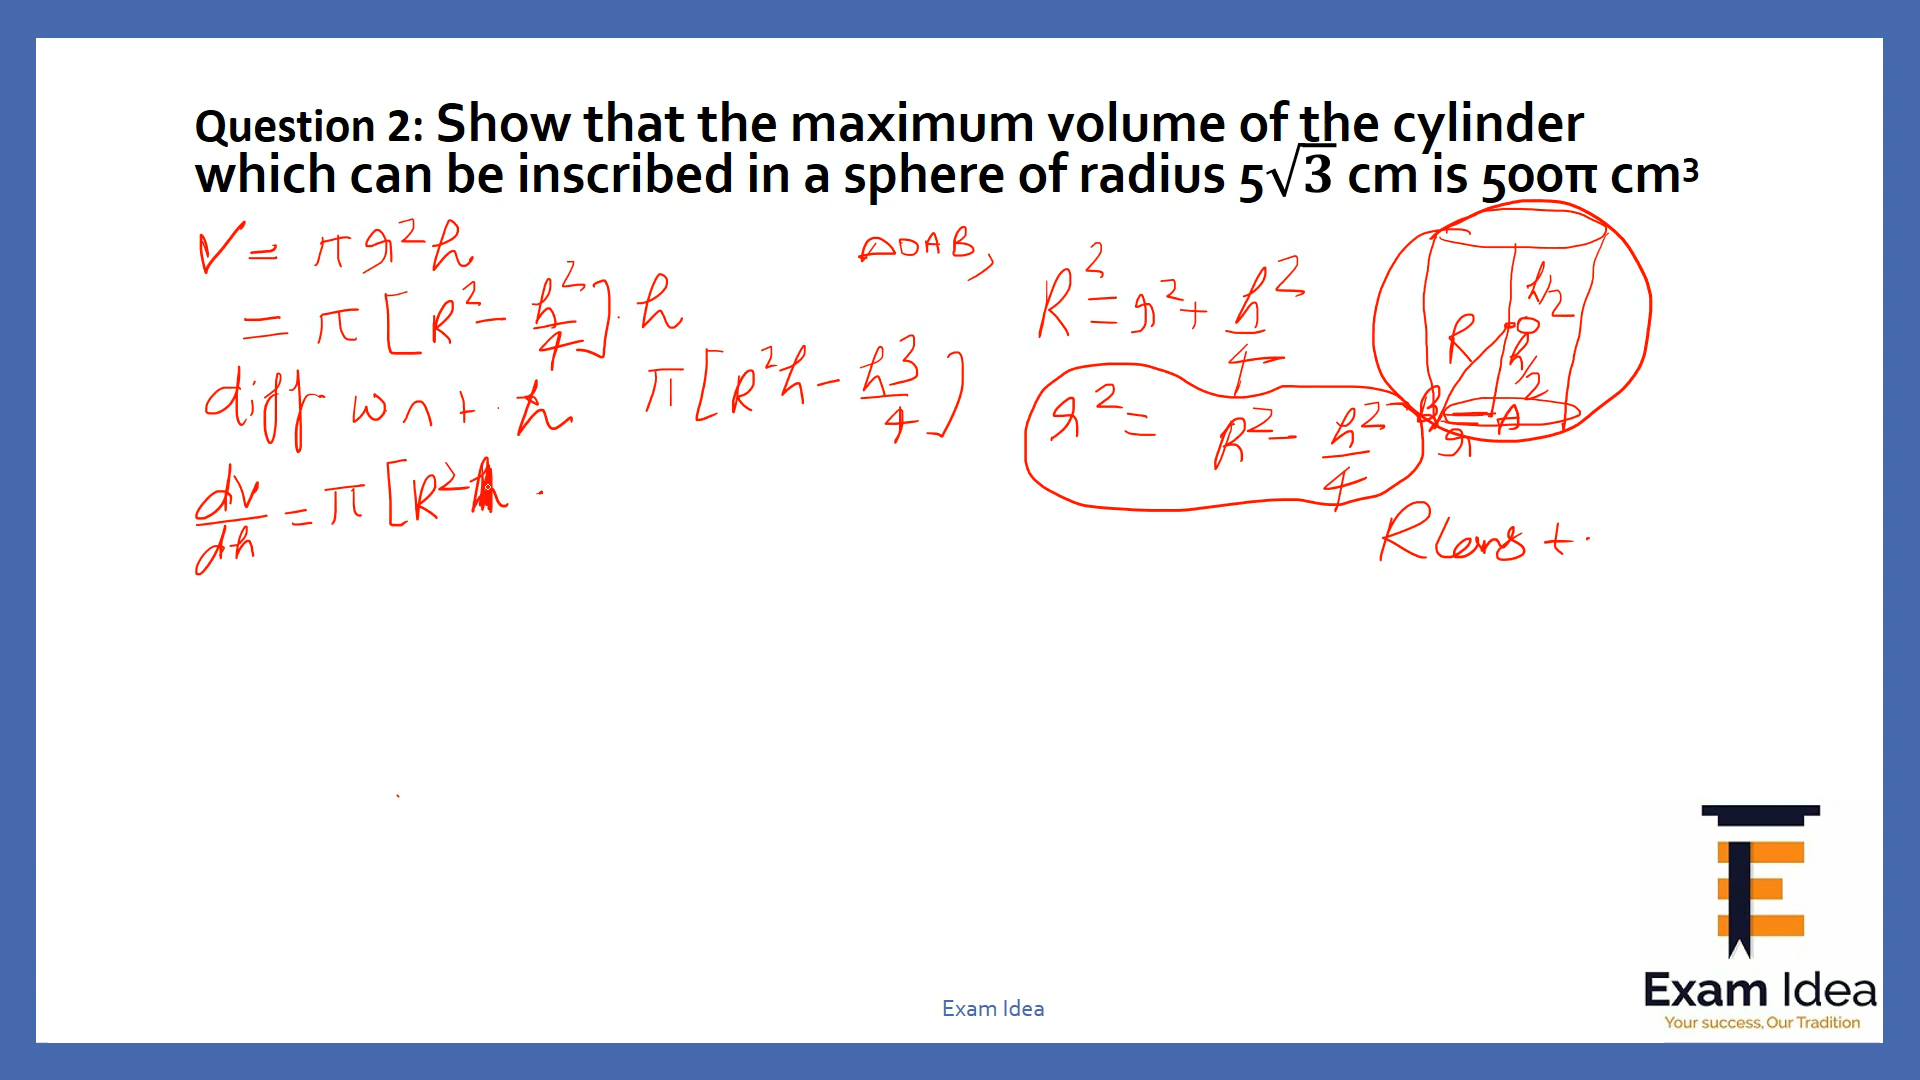 Question 2: Show that the maximum volume of the cylinder
which can be inscribed in a sphere of radius 5√3 cm is 500π cm³
V = πr²h
= π[R² - h²/4]·h
diff w r t · h
π[R²h - h³/4]
dv/dh = π[R²
△OAB,
R² = r² + h²/4
r² = R² - h²/4
h/2
O
R
h/2
B
A
r
R Const.
Exam Idea
Your success, Our Tradition
Exam Idea